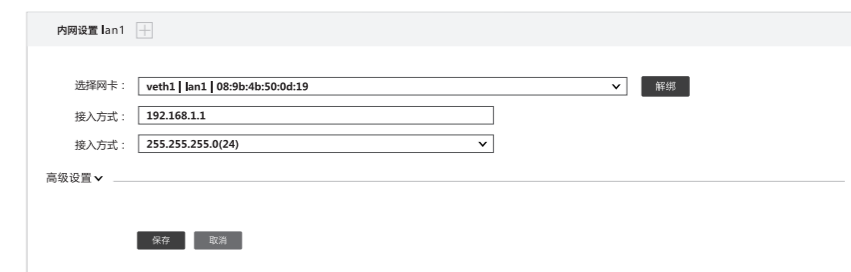 内网设置 lan1
选择网卡： veth1 | lan1 | 08:9b:4b:50:0d:19 解绑
接入方式： 192.168.1.1
接入方式： 255.255.255.0(24)
高级设置
保存 取消